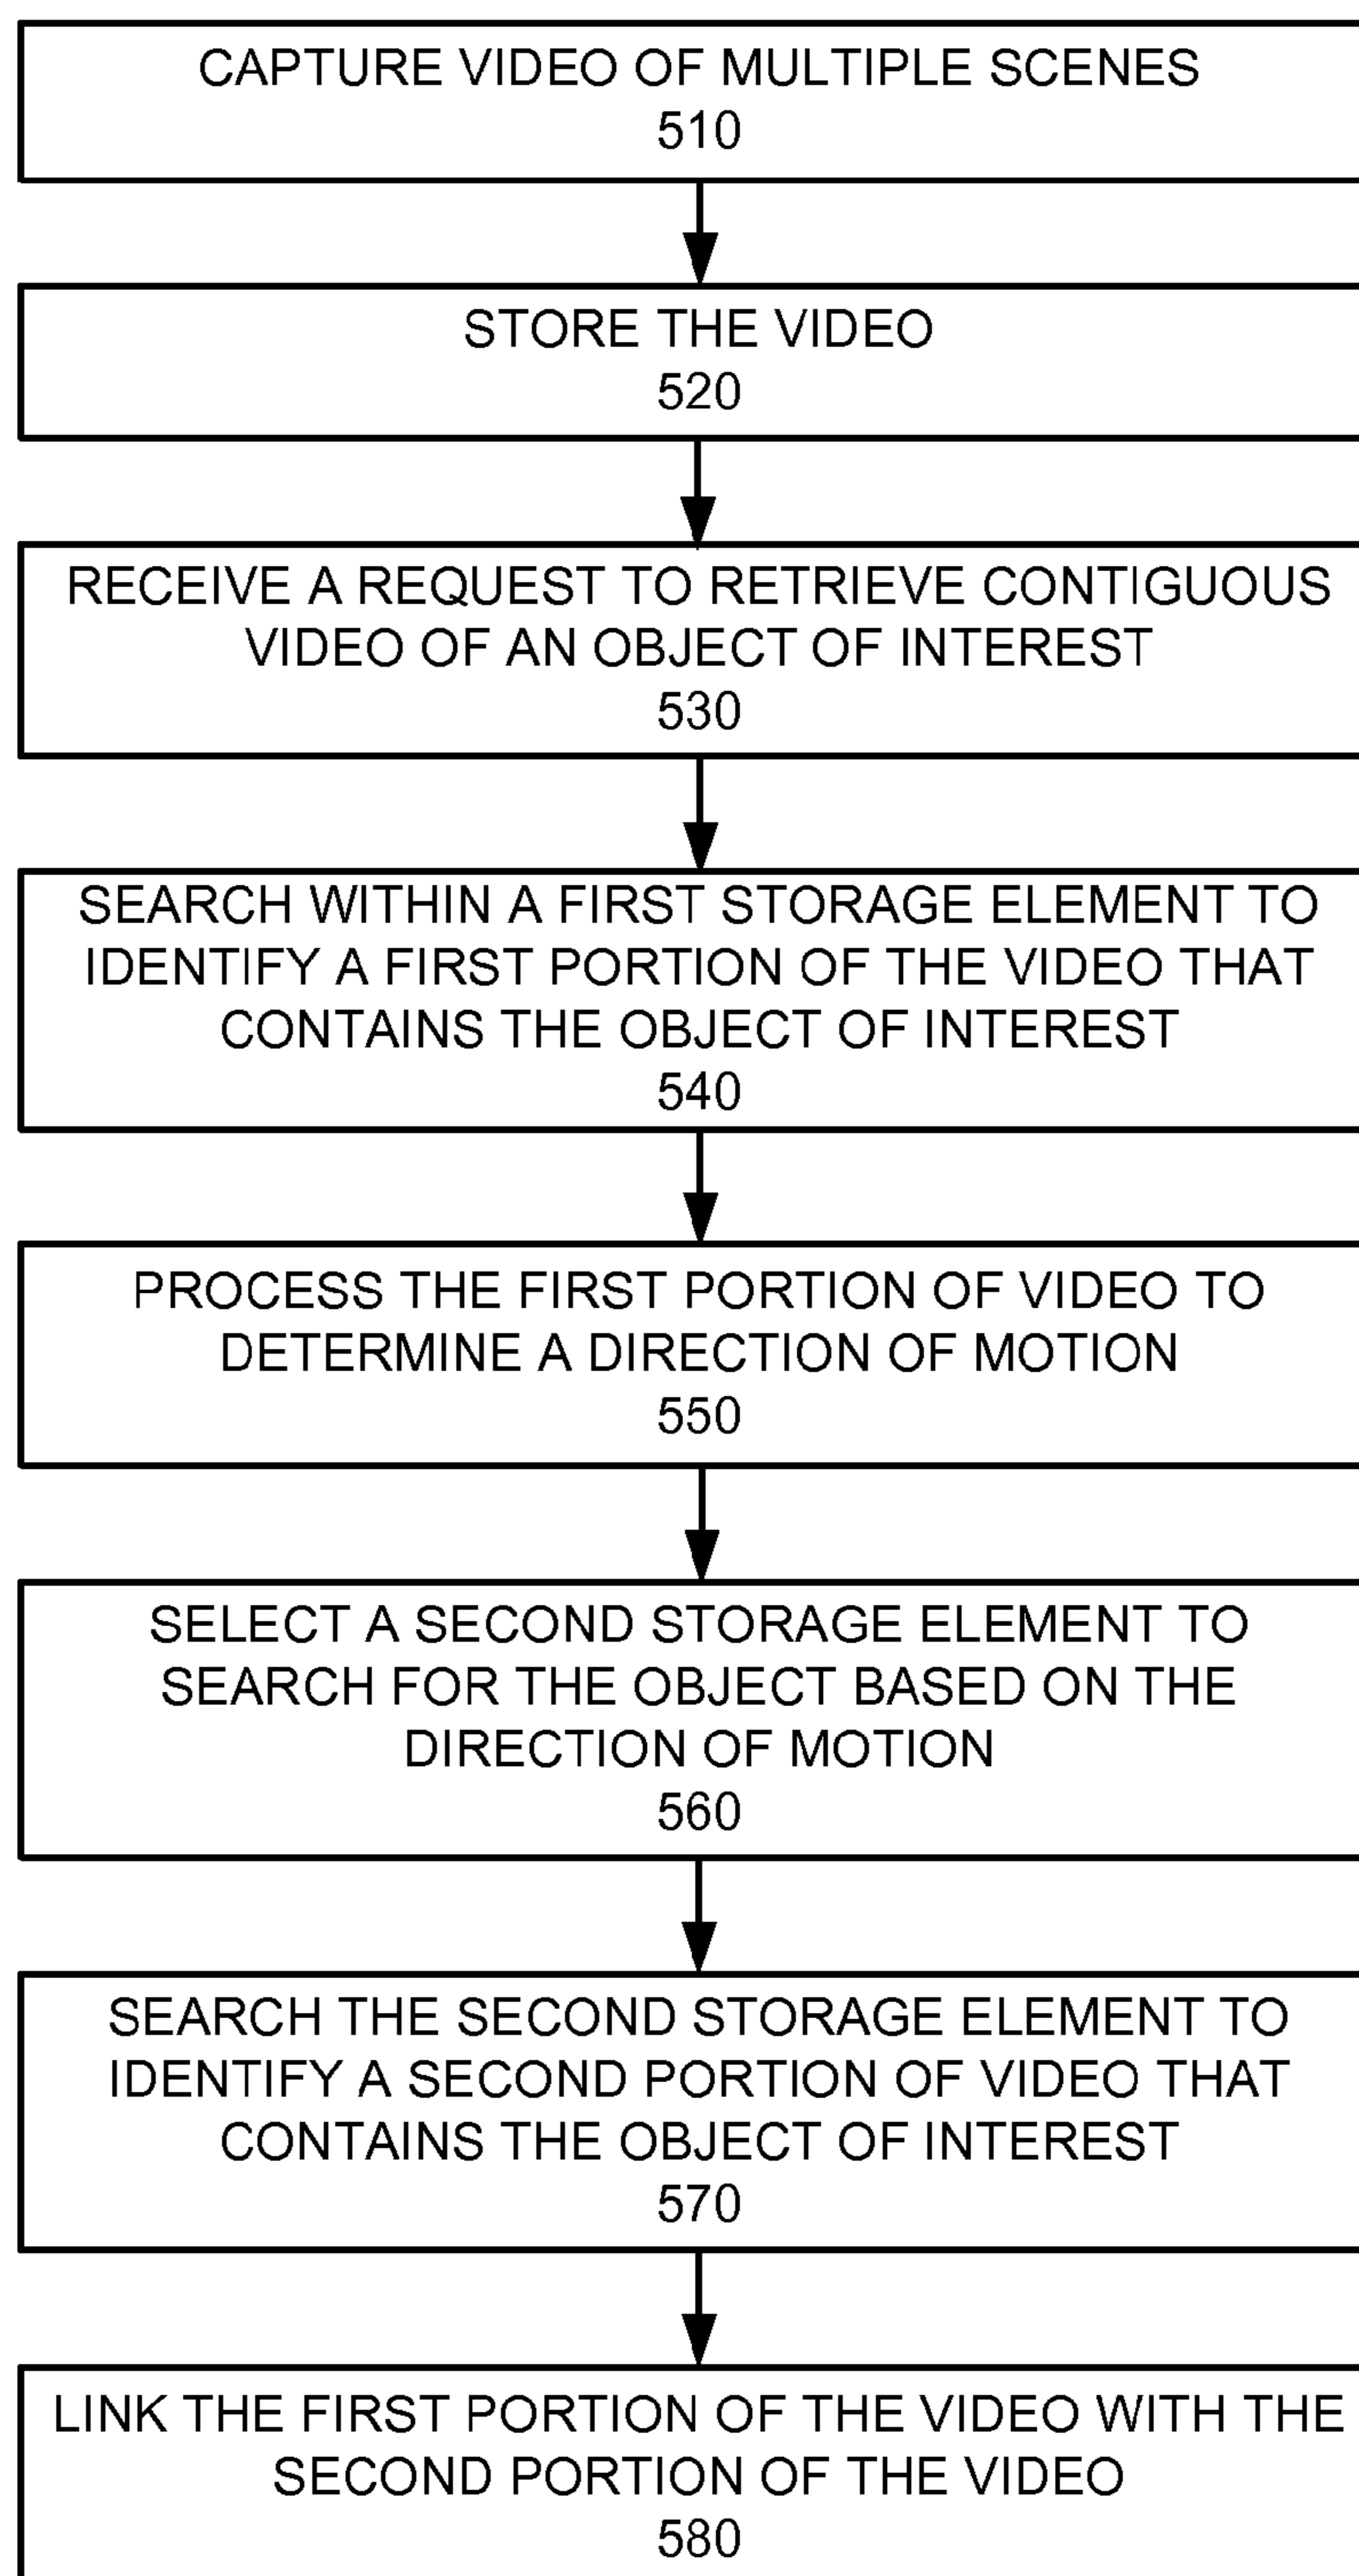 CAPTURE VIDEO OF MULTIPLE SCENES
510
STORE THE VIDEO
520
RECEIVE A REQUEST TO RETRIEVE CONTIGUOUS
VIDEO OF AN OBJECT OF INTEREST
530
SEARCH WITHIN A FIRST STORAGE ELEMENT TO
IDENTIFY A FIRST PORTION OF THE VIDEO THAT
CONTAINS THE OBJECT OF INTEREST
540
PROCESS THE FIRST PORTION OF VIDEO TO
DETERMINE A DIRECTION OF MOTION
550
SELECT A SECOND STORAGE ELEMENT TO
SEARCH FOR THE OBJECT BASED ON THE
DIRECTION OF MOTION
560
SEARCH THE SECOND STORAGE ELEMENT TO
IDENTIFY A SECOND PORTION OF VIDEO THAT
CONTAINS THE OBJECT OF INTEREST
570
LINK THE FIRST PORTION OF THE VIDEO WITH THE
SECOND PORTION OF THE VIDEO
580